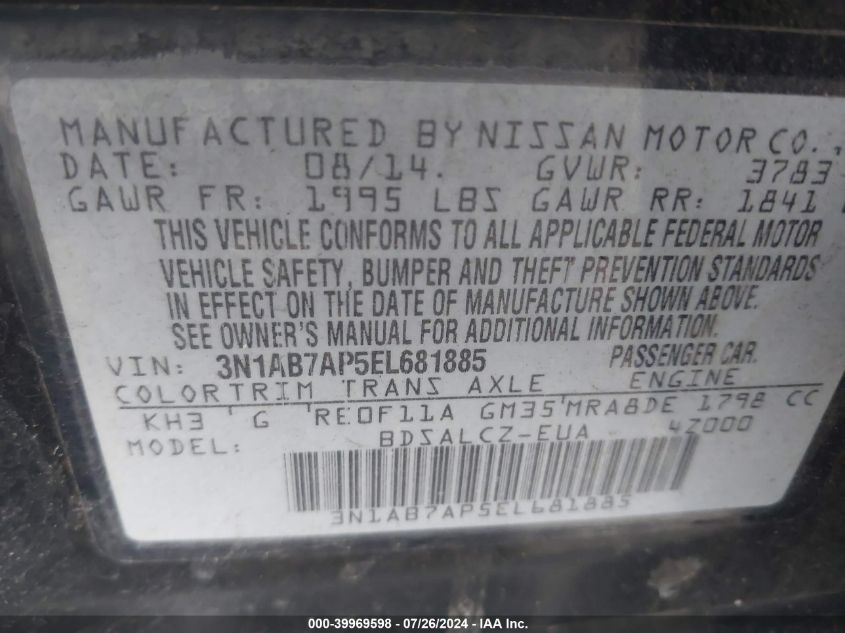 MANUFACTURED BY NISSAN MOTOR CO.,
DATE: 08/14. GVWR: 3783
GAWR FR: 1995 LBS GAWR RR: 1841
THIS VEHICLE CONFORMS TO ALL APPLICABLE FEDERAL MOTOR
VEHICLE SAFETY, BUMPER AND THEFT PREVENTION STANDARDS
IN EFFECT ON THE DATE OF MANUFACTURE SHOWN ABOVE.
SEE OWNER'S MANUAL FOR ADDITIONAL INFORMATION.
VIN: 3N1AB7AP5EL681885 PASSENGER CAR.
COLOR TRIM TRANS AXLE ENGINE
KH3 G RE0F11A GM35 MRA8DE 1798 CC
MODEL: BDSALCZ-EUA 4Z000
3N1AB7AP5EL681885
000-39969598 - 07/26/2024 - IAA Inc.